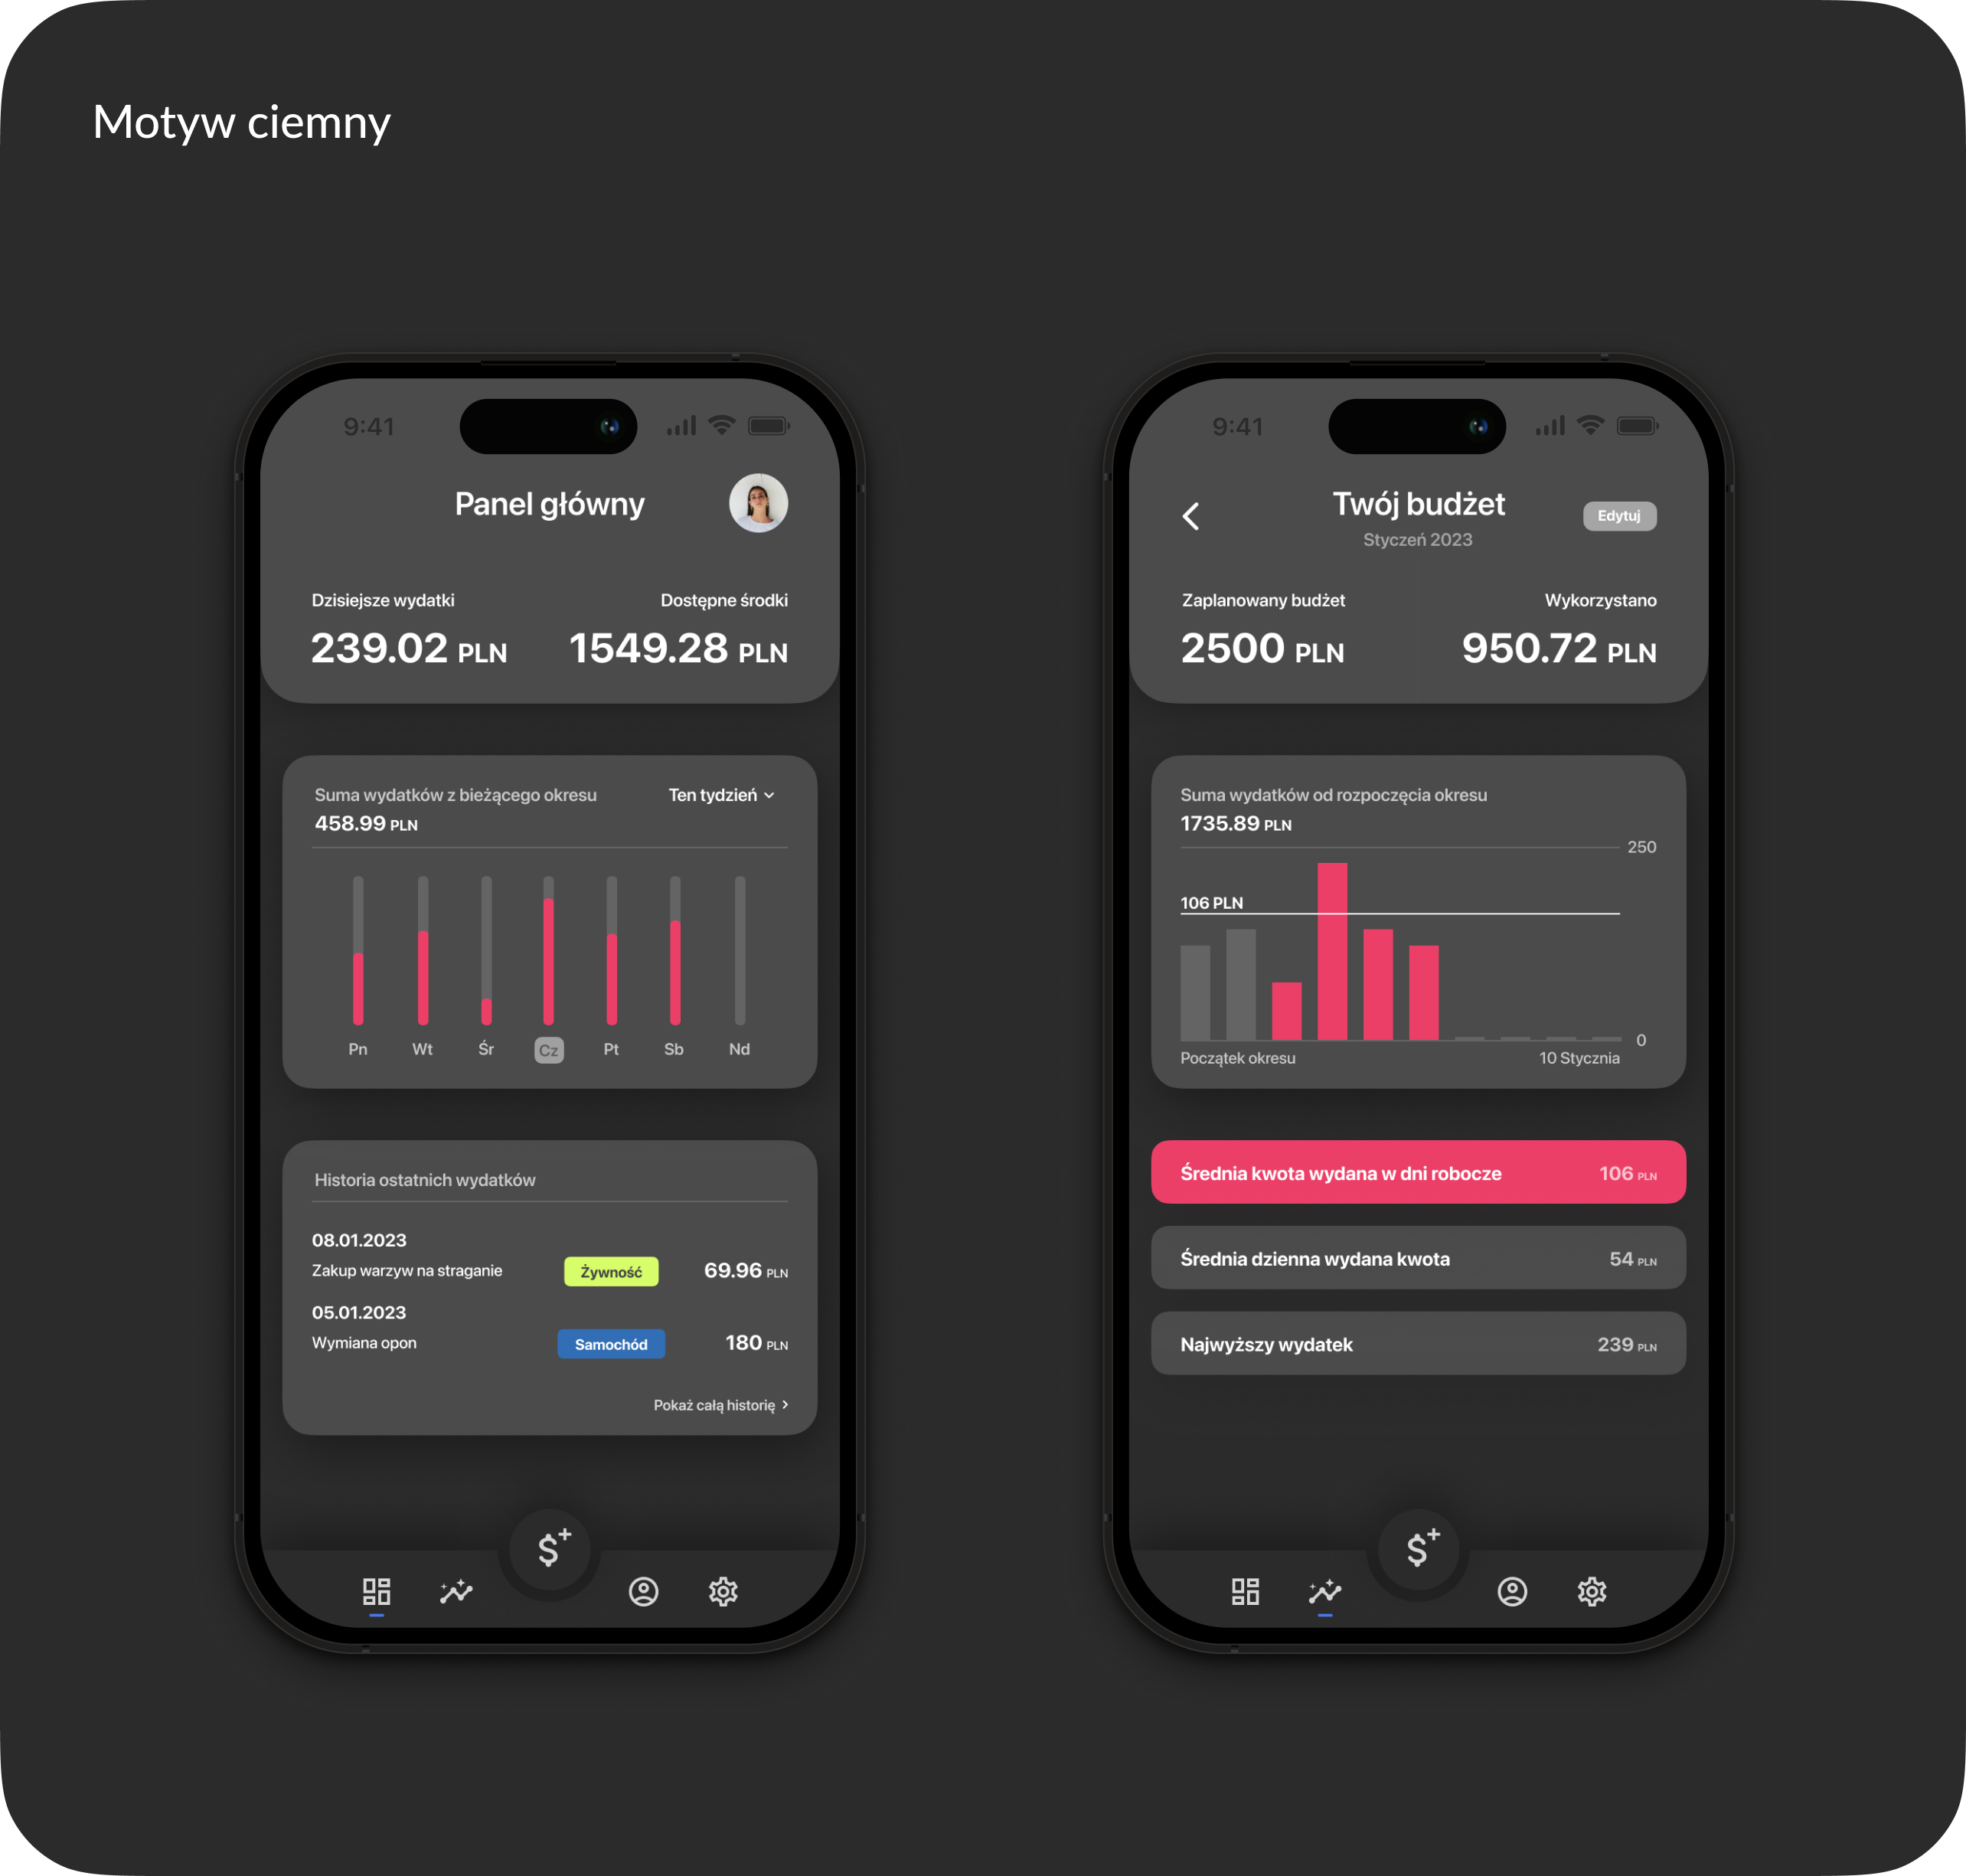 Motyw ciemny
9:41
Panel główny
Dzisiejsze wydatki
Dostępne środki
239.02 PLN
1549.28 PLN
Suma wydatków z bieżącego okresu
Ten tydzień
458.99 PLN
Pn Wt Śr Cz Pt Sb Nd
Historia ostatnich wydatków
08.01.2023
Zakup warzyw na straganie
Żywność
69.96 PLN
05.01.2023
Wymiana opon
Samochód
180 PLN
Pokaż całą historię
9:41
Twój budżet
Edytuj
Styczeń 2023
Zaplanowany budżet
Wykorzystano
2500 PLN
950.72 PLN
Suma wydatków od rozpoczęcia okresu
1735.89 PLN
250
106 PLN
0
Początek okresu
10 Stycznia
Średnia kwota wydana w dni robocze
106 PLN
Średnia dzienna wydana kwota
54 PLN
Najwyższy wydatek
239 PLN